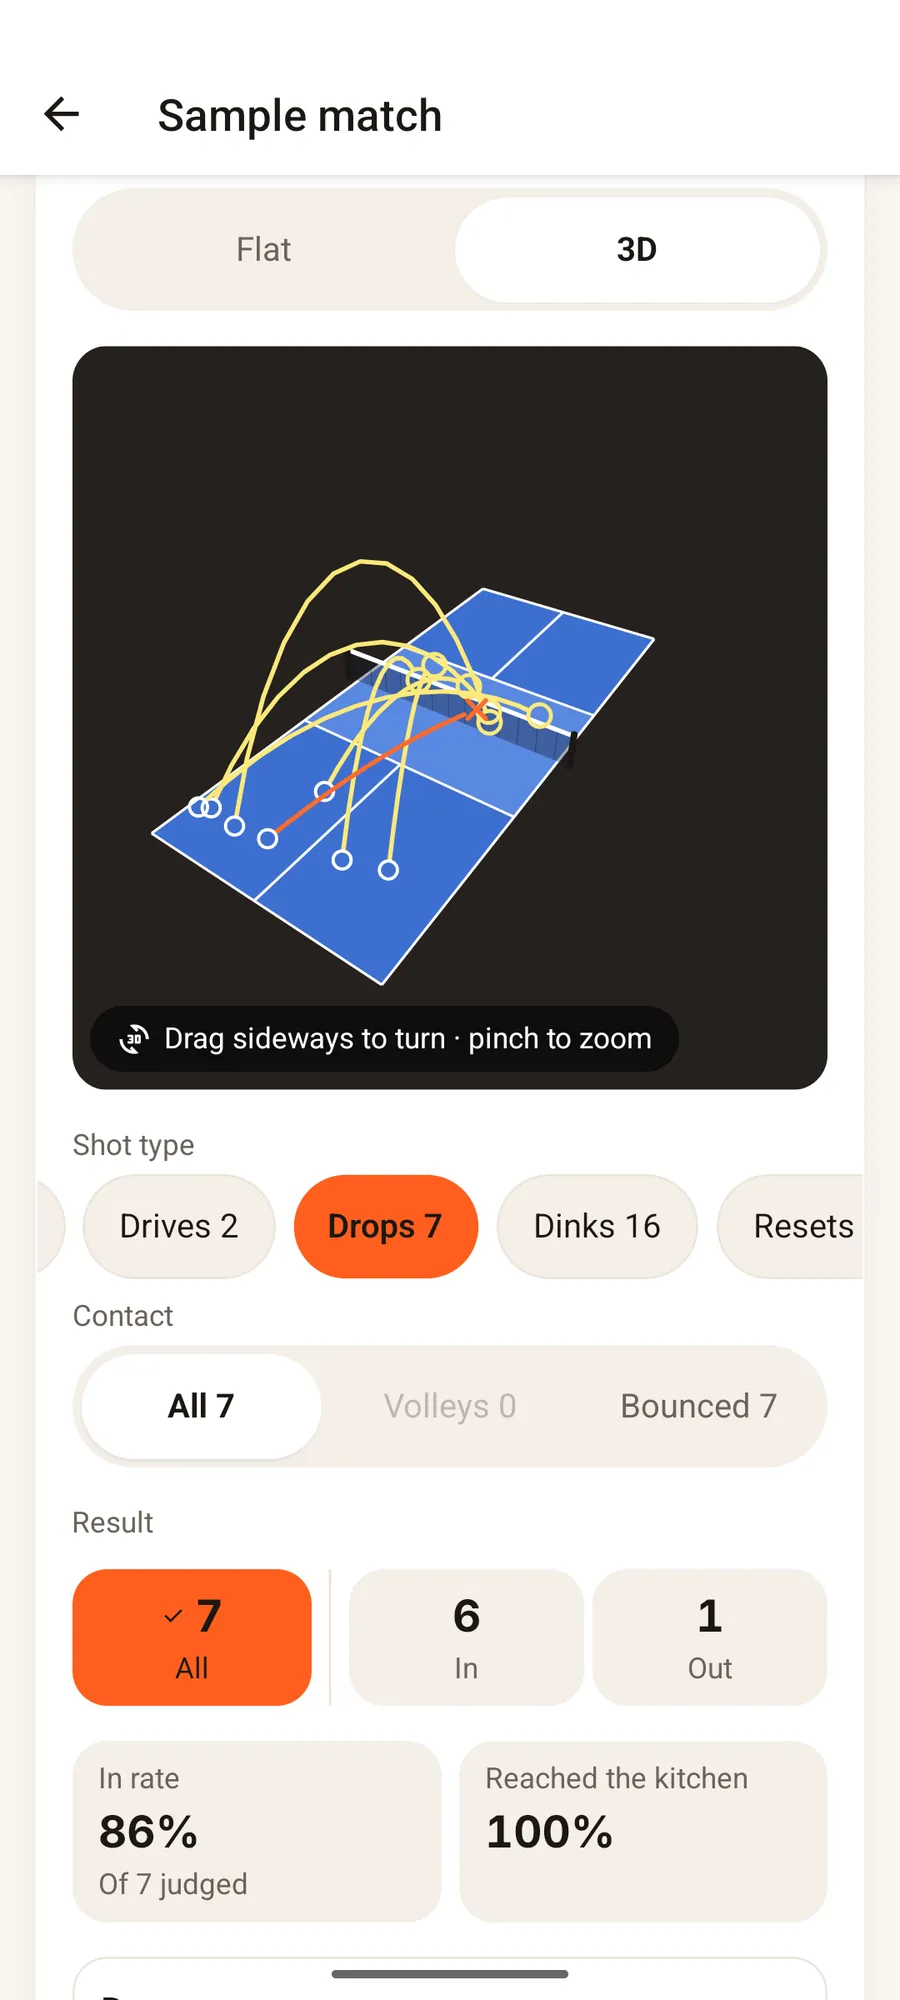 Sample match
Flat
3D
3D Drag sideways to turn · pinch to zoom
Shot type
Drives 2
Drops 7
Dinks 16
Resets
Contact
All 7
Volleys 0
Bounced 7
Result
7
All
6
In
1
Out
In rate
86%
Of 7 judged
Reached the kitchen
100%